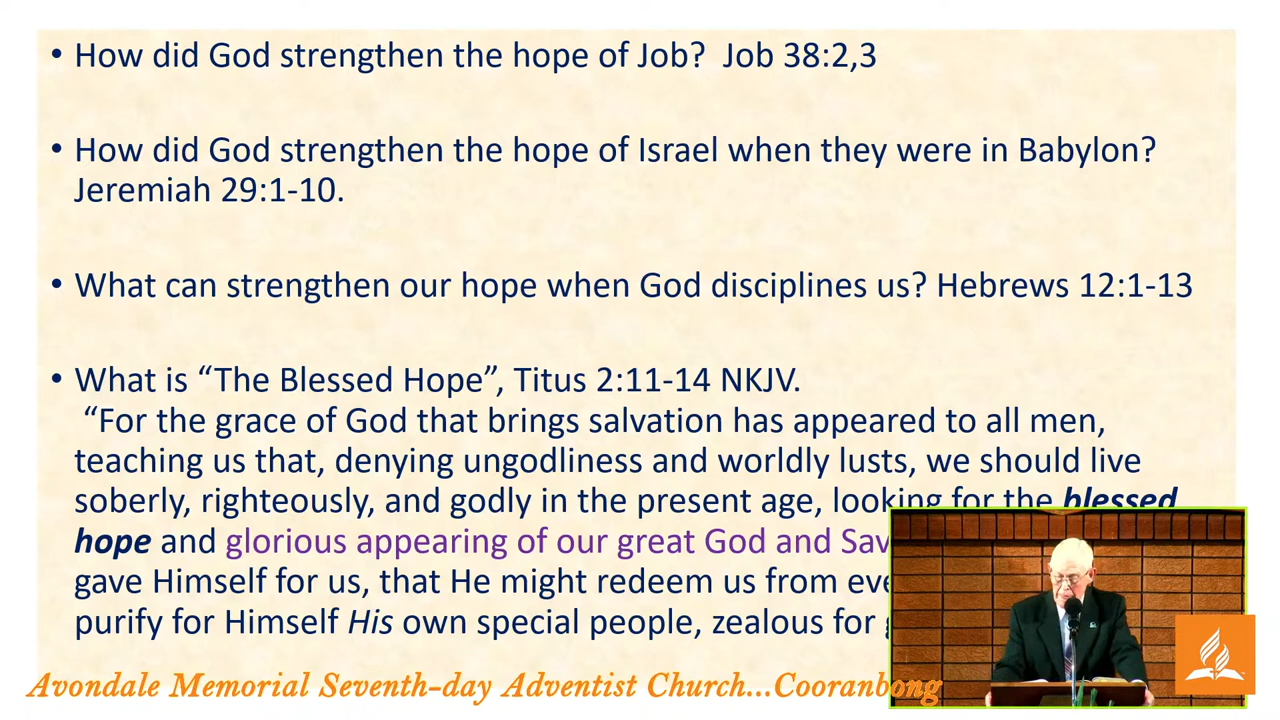 • How did God strengthen the hope of Job?  Job 38:2,3
• How did God strengthen the hope of Israel when they were in Babylon?
Jeremiah 29:1-10.
• What can strengthen our hope when God disciplines us? Hebrews 12:1-13
• What is “The Blessed Hope”, Titus 2:11-14 NKJV.
“For the grace of God that brings salvation has appeared to all men,
teaching us that, denying ungodliness and worldly lusts, we should live
soberly, righteously, and godly in the present age, looking for the blessed
hope and glorious appearing of our great God and
gave Himself for us, that He might redeem us from
purify for Himself His own special people, zealous for
Avondale Memorial Seventh-day Adventist Church...Cooranbong